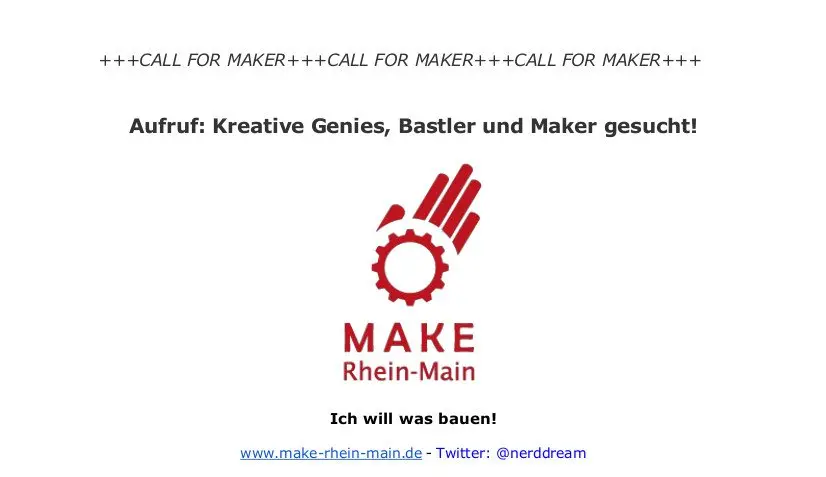 +++CALL FOR MAKER+++CALL FOR MAKER+++CALL FOR MAKER+++
Aufruf: Kreative Genies, Bastler und Maker gesucht!
MAKE
Rhein-Main
Ich will was bauen!
www.make-rhein-main.de - Twitter: @nerddream